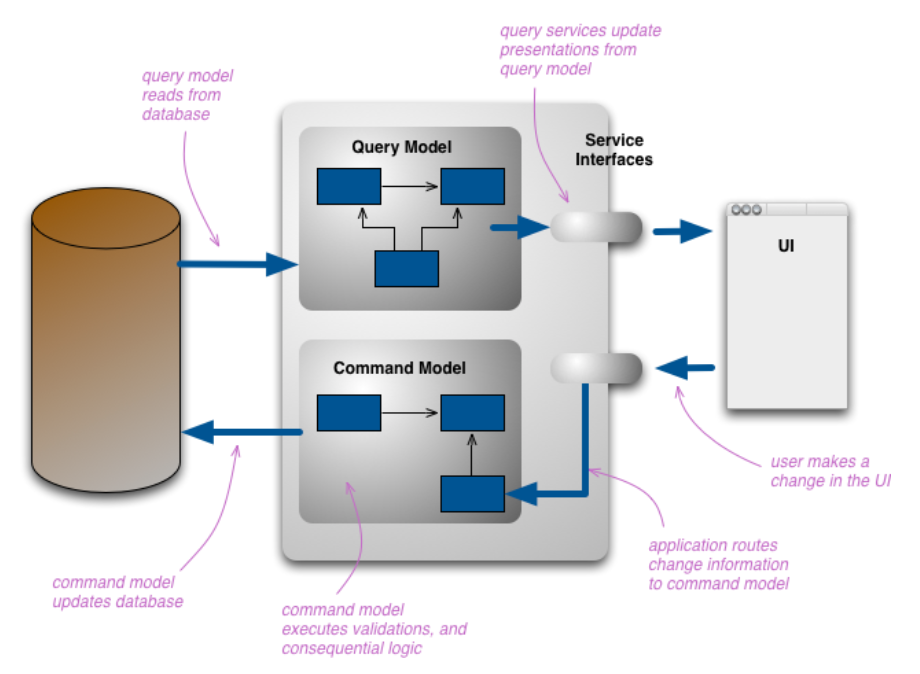 query services update
presentations from
query model
query model
reads from
database
Service
Interfaces
Query Model
UI
Command Model
user makes a
change in the UI
application routes
change information
to command model
command model
updates database
command model
executes validations, and
consequential logic